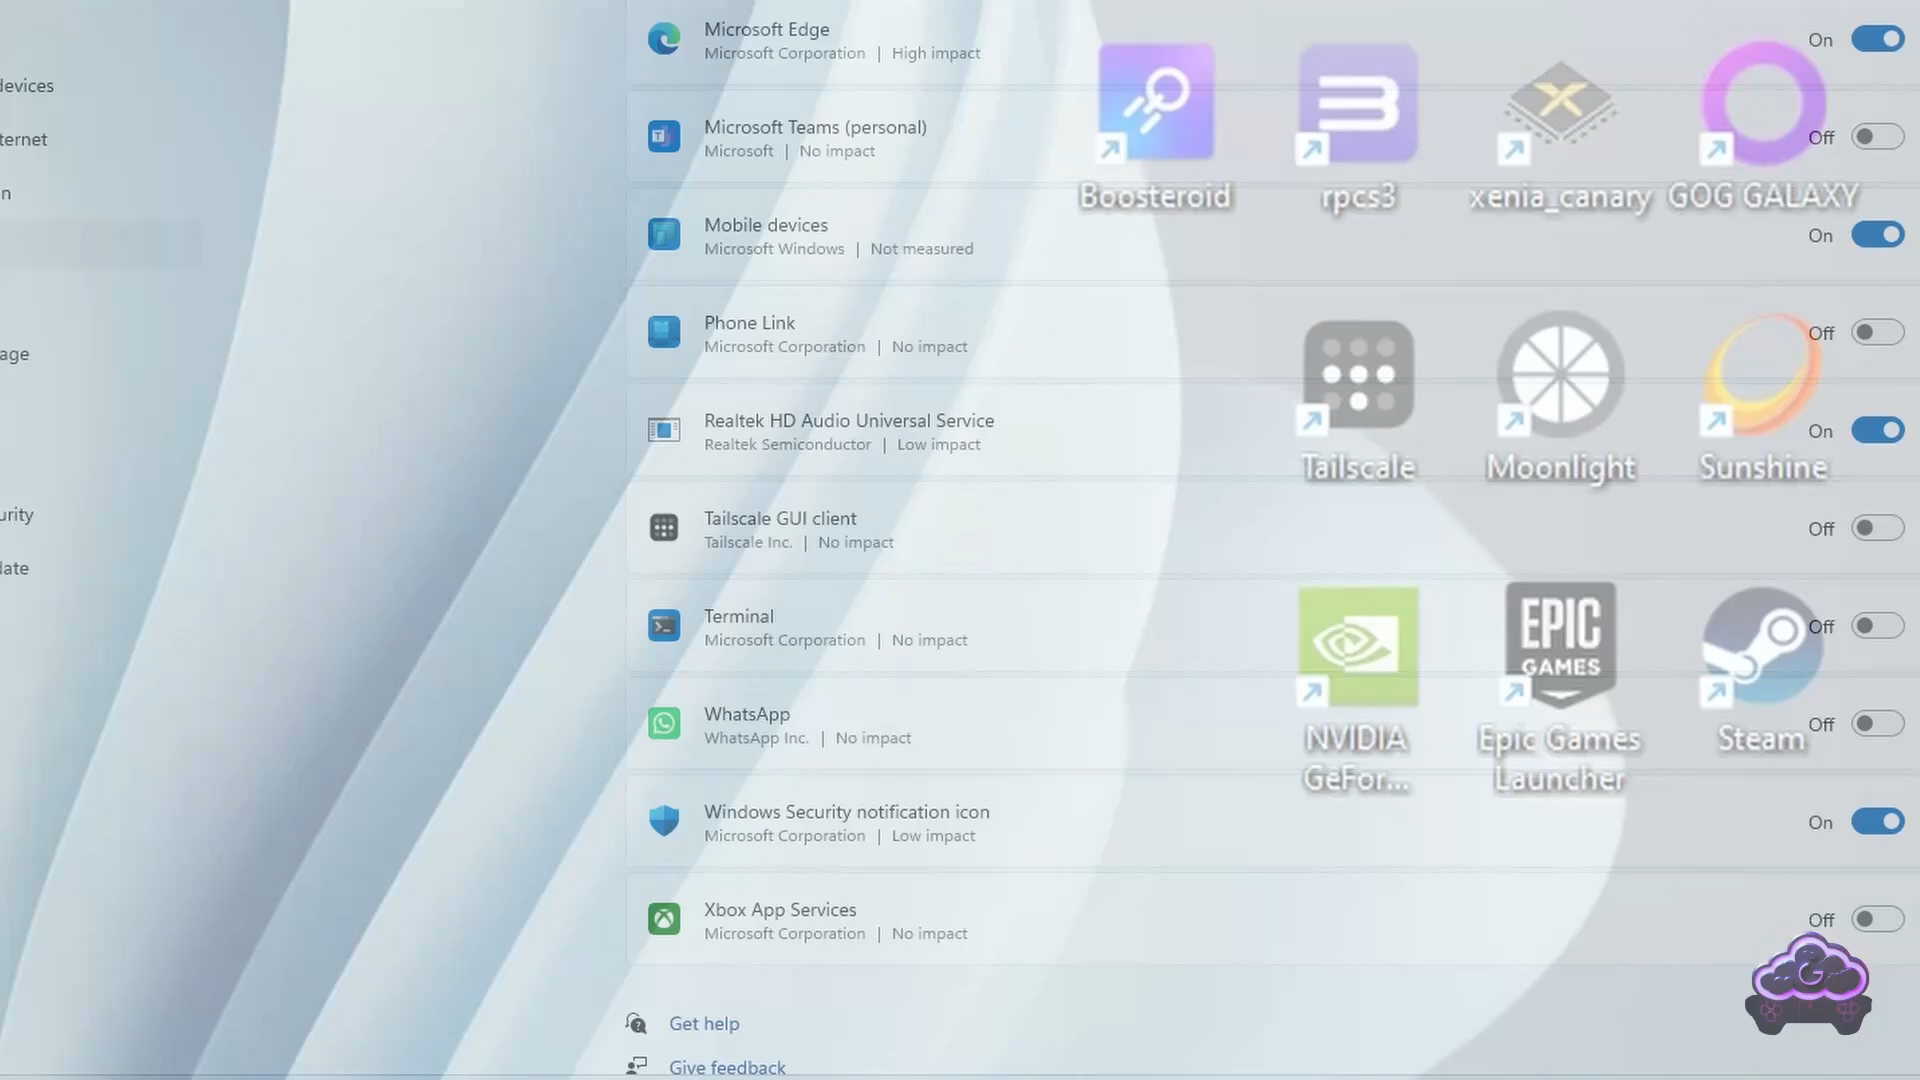 devices
ternet
n
age
urity
date
Microsoft Edge
Microsoft Corporation | High impact
On
Microsoft Teams (personal)
Microsoft | No impact
Off
Mobile devices
Microsoft Windows | Not measured
On
Phone Link
Microsoft Corporation | No impact
Off
Realtek HD Audio Universal Service
Realtek Semiconductor | Low impact
On
Tailscale GUI client
Tailscale Inc. | No impact
Off
Terminal
Microsoft Corporation | No impact
Off
WhatsApp
WhatsApp Inc. | No impact
Off
Windows Security notification icon
Microsoft Corporation | Low impact
On
Xbox App Services
Microsoft Corporation | No impact
Off
Get help
Give feedback
Boosteroid
rpcs3
xenia_canary
GOG GALAXY
Tailscale
Moonlight
Sunshine
EPIC
GAMES
NVIDIA
GeFor...
Epic Games
Launcher
Steam
G